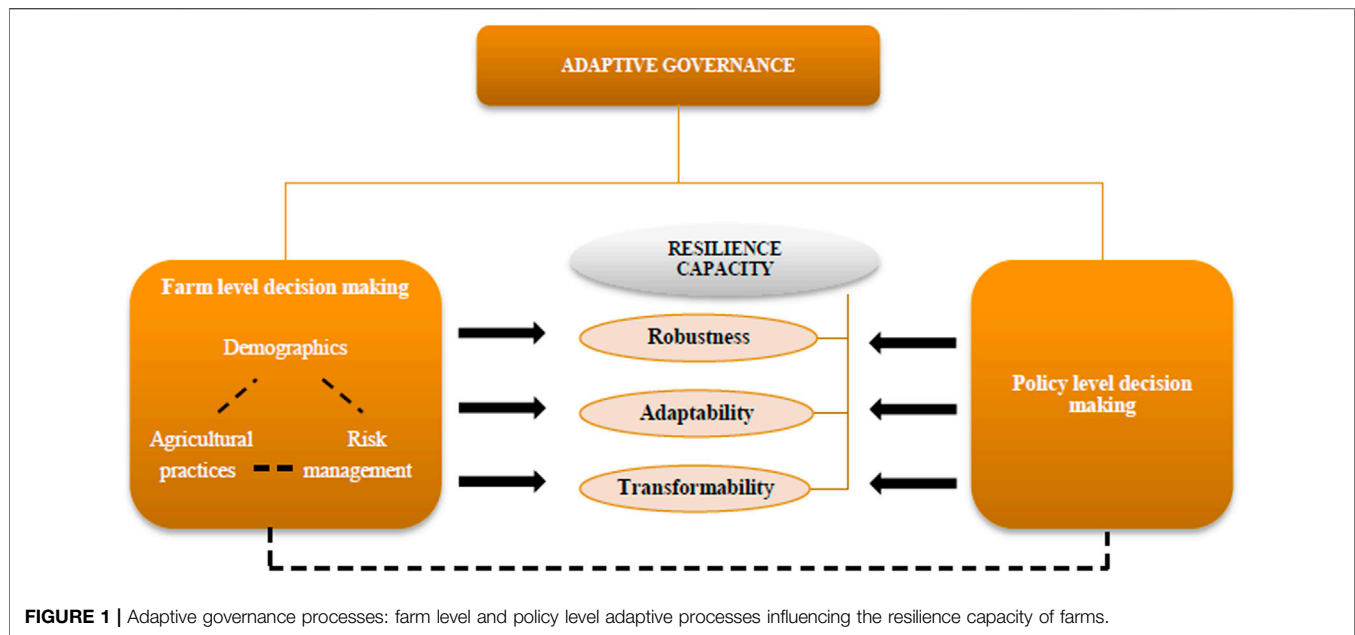 ADAPTIVE GOVERNANCE
RESILIENCE
CAPACITY
Farm level decision making
Demographics
Agricultural
practices
Risk
management
Robustness
Adaptability
Transformability
Policy level decision
making
FIGURE 1 | Adaptive governance processes: farm level and policy level adaptive processes influencing the resilience capacity of farms.